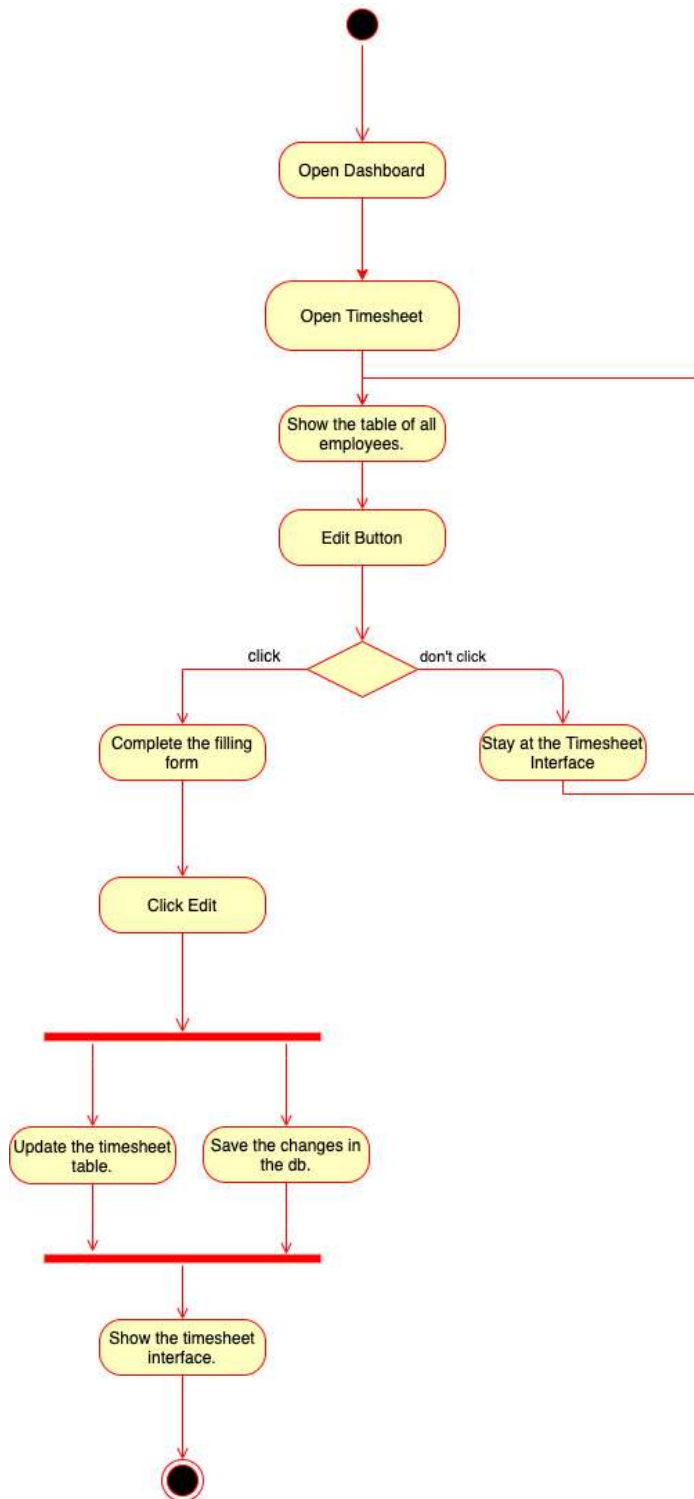 Open Dashboard
Open Timesheet
Show the table of all
employees.
Edit Button
click
don't click
Complete the filling
form
Stay at the Timesheet
Interface
Click Edit
Update the timesheet
table.
Save the changes in
the db.
Show the timesheet
interface.